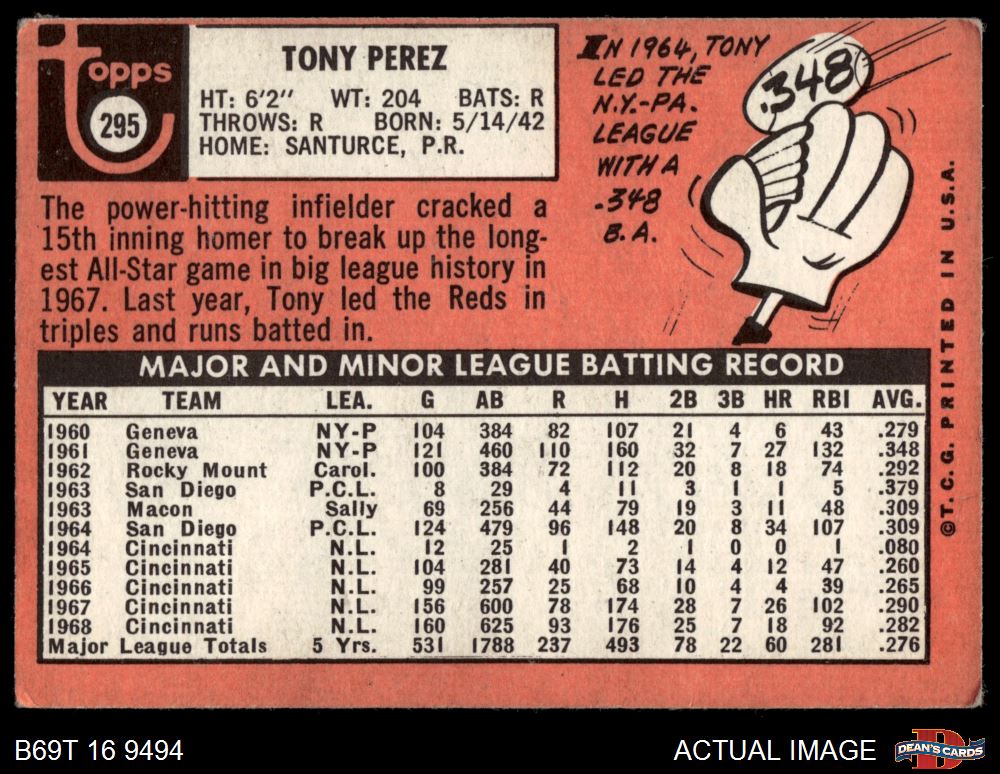 Topps
295
TONY PEREZ
HT: 6'2" WT: 204 BATS: R
THROWS: R BORN: 5/14/42
HOME: SANTURCE, P.R.
The power-hitting infielder cracked a
15th inning homer to break up the long-
est All-Star game in big league history in
1967. Last year, Tony led the Reds in
triples and runs batted in.
IN 1964, TONY
LED THE
N.Y.-PA.
LEAGUE
WITH A
.348
B.A.
.348
MAJOR AND MINOR LEAGUE BATTING RECORD
YEAR TEAM LEA. G AB R H 2B 3B HR RBI AVG.
1960 Geneva NY-P 104 384 82 107 21 4 6 43 .279
1961 Geneva NY-P 121 460 110 160 32 7 27 132 .348
1962 Rocky Mount Carol. 100 384 72 112 20 8 18 74 .292
1963 San Diego P.C.L. 8 29 4 11 3 1 1 5 .379
1963 Macon Sally 69 256 44 79 19 3 11 48 .309
1964 San Diego P.C.L. 124 479 96 148 20 8 34 107 .309
1964 Cincinnati N.L. 12 25 1 2 1 0 0 1 .080
1965 Cincinnati N.L. 104 281 40 73 14 4 12 47 .260
1966 Cincinnati N.L. 99 257 25 68 10 4 4 39 .265
1967 Cincinnati N.L. 156 600 78 174 28 7 26 102 .290
1968 Cincinnati N.L. 160 625 93 176 25 7 18 92 .282
Major League Totals 5 Yrs. 531 1788 237 493 78 22 60 281 .276
©T.C.G. PRINTED IN U.S.A.
B69T 16 9494
ACTUAL IMAGE
DEAN'S CARDS